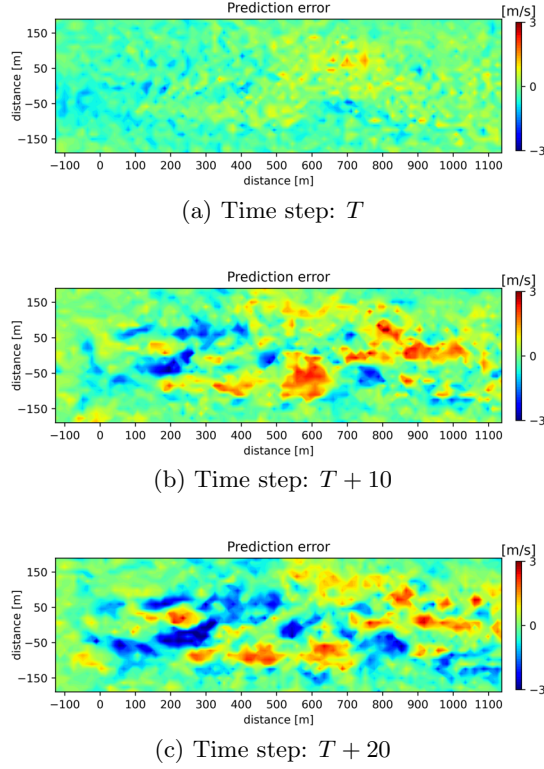 Prediction error
[m/s]
distance [m]
150
50
−50
−150
3
0
−3
−100 0 100 200 300 400 500 600 700 800 900 1000 1100
distance [m]
(a) Time step: T
Prediction error
[m/s]
distance [m]
150
50
−50
−150
3
0
−3
−100 0 100 200 300 400 500 600 700 800 900 1000 1100
distance [m]
(b) Time step: T + 10
Prediction error
[m/s]
distance [m]
150
50
−50
−150
3
0
−3
−100 0 100 200 300 400 500 600 700 800 900 1000 1100
distance [m]
(c) Time step: T + 20